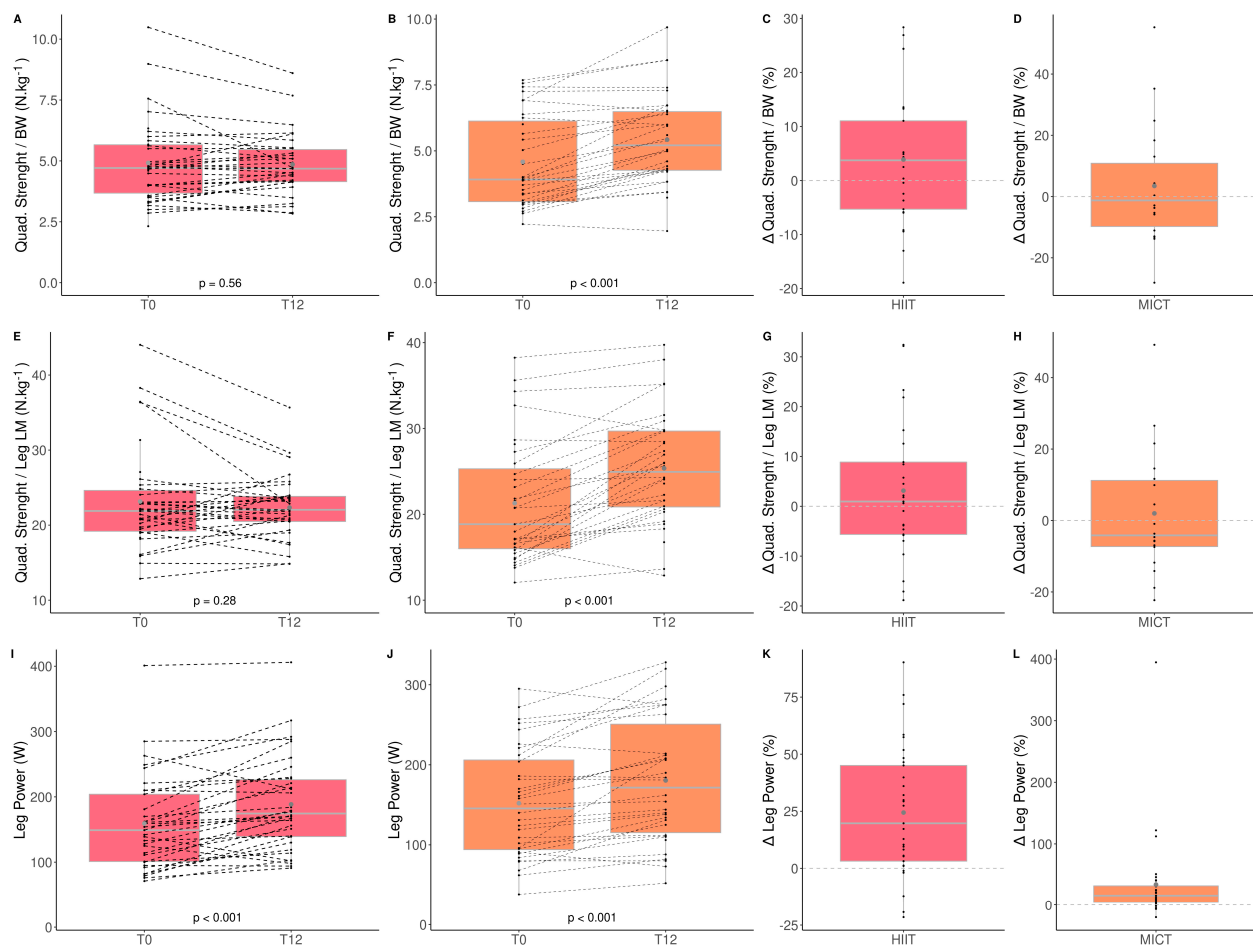 A
Quad. Strenght / BW (N.kg⁻¹ )
10.0
7.5
5.0
2.5
0.0
p = 0.56
T0
T12
B
Quad. Strenght / BW (N.kg⁻¹ )
10.0
7.5
5.0
2.5
0.0
p < 0.001
T0
T12
C
Δ Quad. Strenght / BW (%)
30
20
10
0
-10
-20
HIIT
D
Δ Quad. Strenght / BW (%)
40
20
0
-20
MICT
E
Quad. Strenght / Leg LM (N.kg⁻¹ )
40
30
20
10
p = 0.28
T0
T12
F
Quad. Strenght / Leg LM (N.kg⁻¹ )
40
30
20
10
p < 0.001
T0
T12
G
Δ Quad. Strenght / Leg LM (%)
30
20
10
0
-10
-20
HIIT
H
Δ Quad. Strenght / Leg LM (%)
40
20
0
-20
MICT
I
Leg Power (W)
400
300
200
100
0
p < 0.001
T0
T12
J
Leg Power (W)
300
200
100
0
p < 0.001
T0
T12
K
Δ Leg Power (%)
75
50
25
0
-25
HIIT
L
Δ Leg Power (%)
400
300
200
100
0
MICT